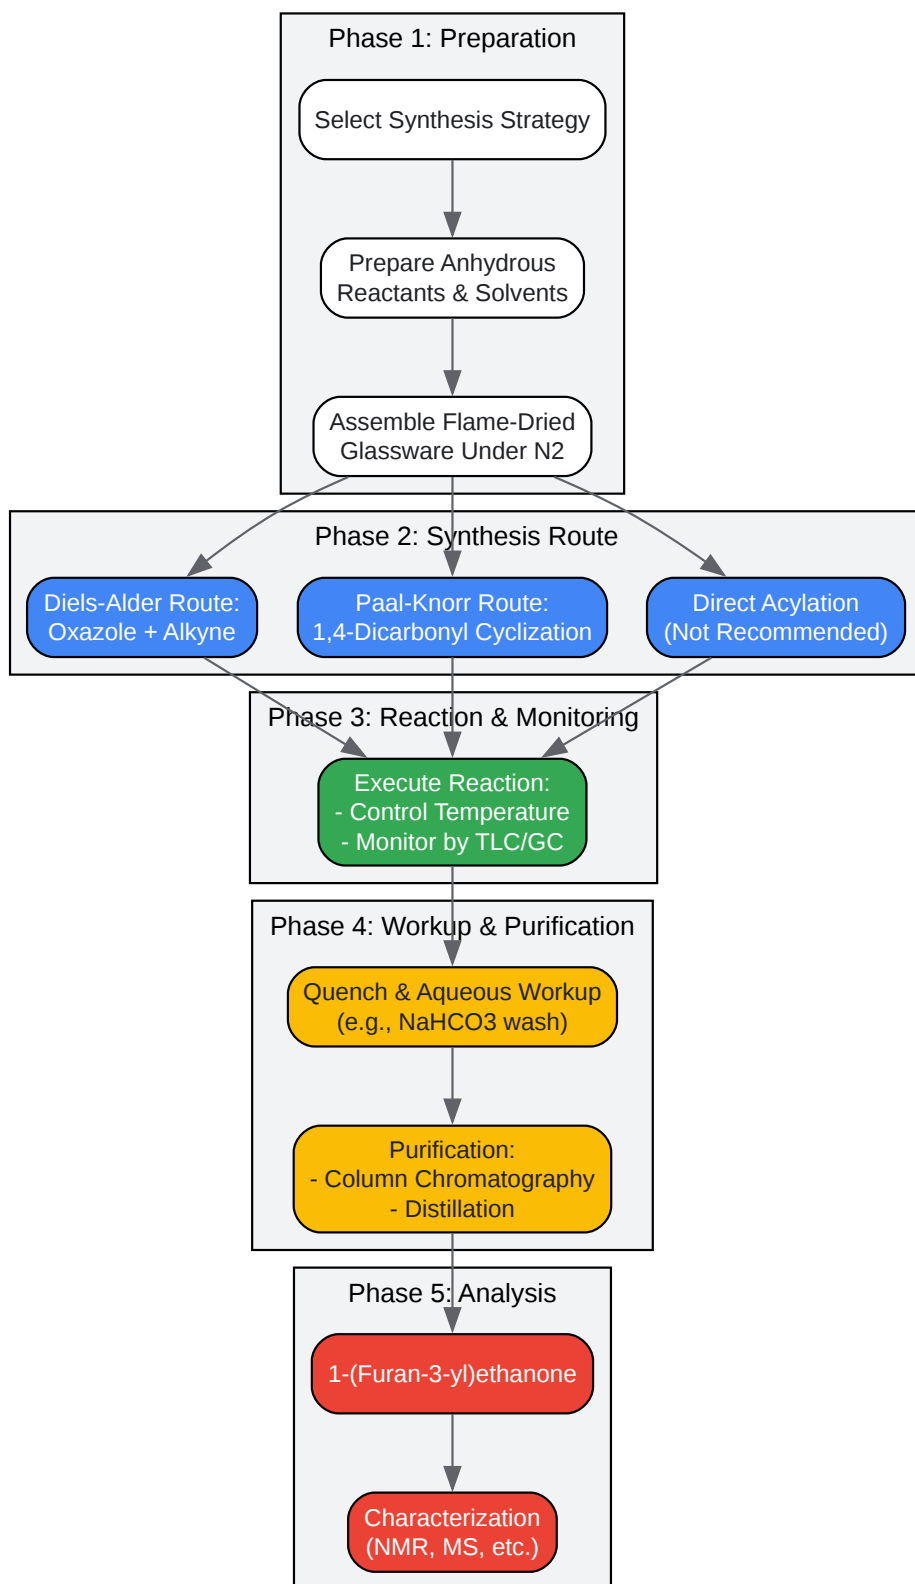 Phase 1: Preparation
Select Synthesis Strategy
Prepare Anhydrous
Reactants & Solvents
Assemble Flame-Dried
Glassware Under N2
Phase 2: Synthesis Route
Diels-Alder Route:
Oxazole + Alkyne
Paal-Knorr Route:
1,4-Dicarbonyl Cyclization
Direct Acylation
(Not Recommended)
Phase 3: Reaction & Monitoring
Execute Reaction:
- Control Temperature
- Monitor by TLC/GC
Phase 4: Workup & Purification
Quench & Aqueous Workup
(e.g., NaHCO3 wash)
Purification:
- Column Chromatography
- Distillation
Phase 5: Analysis
1-(Furan-3-yl)ethanone
Characterization
(NMR, MS, etc.)